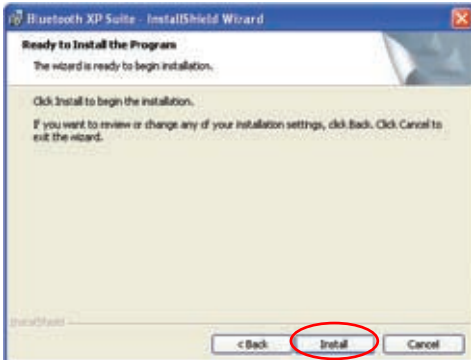 Bluetooth XP Suite - InstallShield Wizard
Ready to Install the Program
The wizard is ready to begin installation.
Click Install to begin the installation.
If you want to review or change any of your installation settings, click Back. Click Cancel to
exit the wizard.
InstallShield
< Back
Install
Cancel